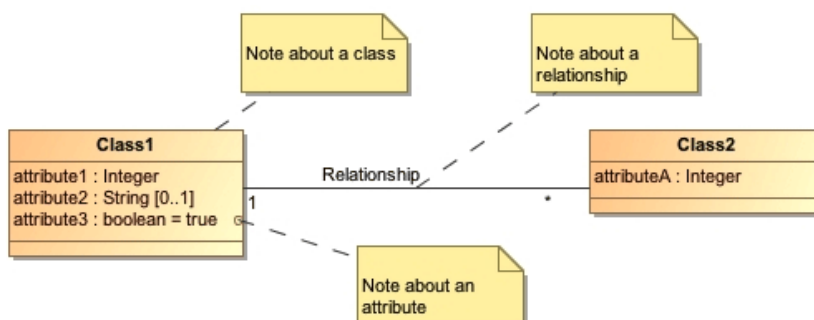 Note about a class
Note about a
relationship
Class1
attribute1 : Integer
attribute2 : String [0..1]
attribute3 : boolean = true
Relationship
1
*
Class2
attributeA : Integer
Note about an
attribute